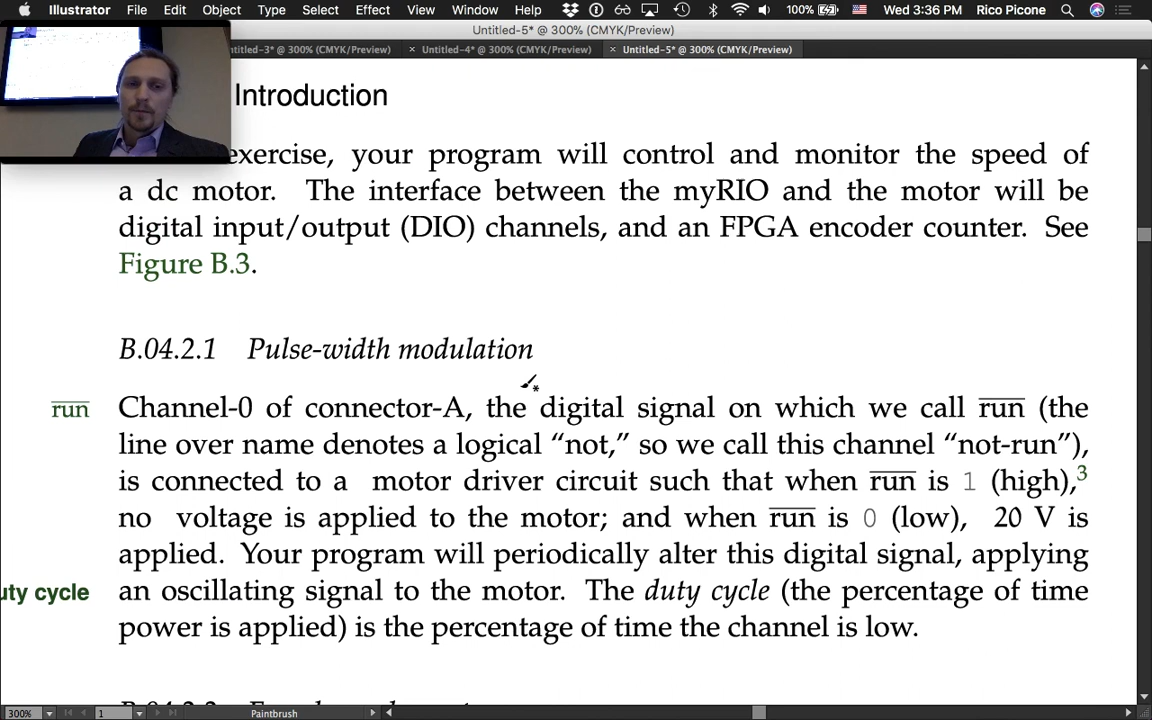 Illustrator File Edit Object Type Select Effect View Window Help 100% Wed 3:36 PM Rico Picone
Untitled-5* @ 300% (CMYK/Preview)
ntitled-3* @ 300% (CMYK/Preview) × Untitled-4* @ 300% (CMYK/Preview) × Untitled-5* @ 300% (CMYK/Preview)
Introduction
exercise, your program will control and monitor the speed of
a dc motor. The interface between the myRIO and the motor will be
digital input/output (DIO) channels, and an FPGA encoder counter. See
Figure B.3.
B.04.2.1 Pulse-width modulation
run Channel-0 of connector-A, the digital signal on which we call run (the
line over name denotes a logical “not,” so we call this channel “not-run”),
is connected to a motor driver circuit such that when run is 1 (high),3
no voltage is applied to the motor; and when run is 0 (low), 20 V is
applied. Your program will periodically alter this digital signal, applying
uty cycle an oscillating signal to the motor. The duty cycle (the percentage of time
power is applied) is the percentage of time the channel is low.
300% 1 Paintbrush